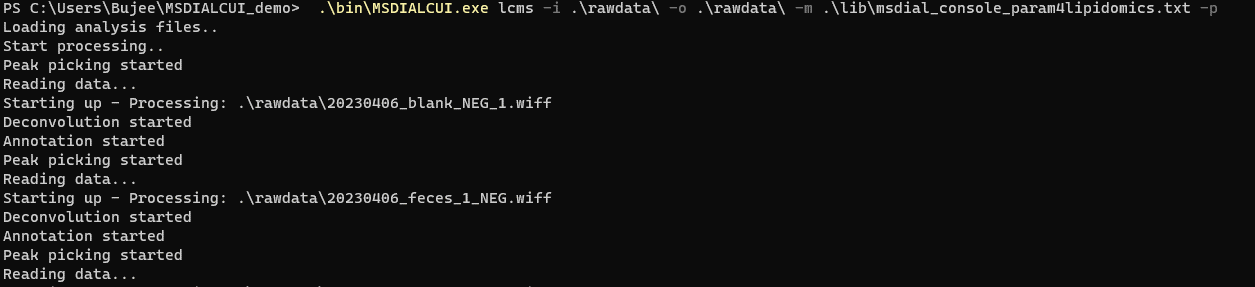 PS C:\Users\Bujee\MSDIALCUI_demo>  .\bin\MSDIALCUI.exe lcms -i .\rawdata\ -o .\rawdata\ -m .\lib\msdial_console_param4lipidomics.txt -p
Loading analysis files..
Start processing..
Peak picking started
Reading data...
Starting up - Processing: .\rawdata\20230406_blank_NEG_1.wiff
Deconvolution started
Annotation started
Peak picking started
Reading data...
Starting up - Processing: .\rawdata\20230406_feces_1_NEG.wiff
Deconvolution started
Annotation started
Peak picking started
Reading data...